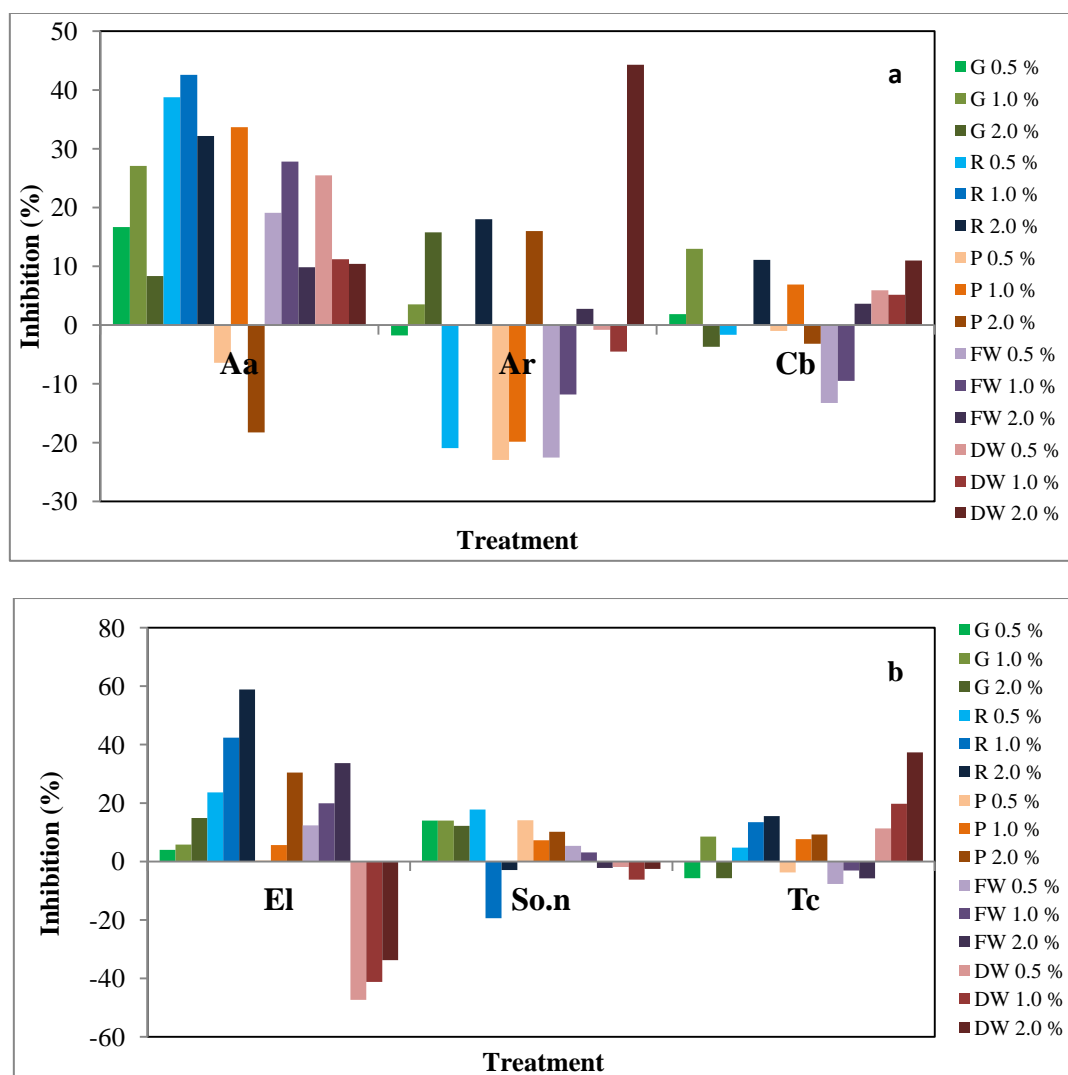 50
40
30
20
10
0
-10
-20
-30
Inhibition (%)
a
Aa
Ar
Cb
Treatment
G 0.5 %
G 1.0 %
G 2.0 %
R 0.5 %
R 1.0 %
R 2.0 %
P 0.5 %
P 1.0 %
P 2.0 %
FW 0.5 %
FW 1.0 %
FW 2.0 %
DW 0.5 %
DW 1.0 %
DW 2.0 %
80
60
40
20
0
-20
-40
-60
Inhibition (%)
b
El
So.n
Tc
Treatment
G 0.5 %
G 1.0 %
G 2.0 %
R 0.5 %
R 1.0 %
R 2.0 %
P 0.5 %
P 1.0 %
P 2.0 %
FW 0.5 %
FW 1.0 %
FW 2.0 %
DW 0.5 %
DW 1.0 %
DW 2.0 %